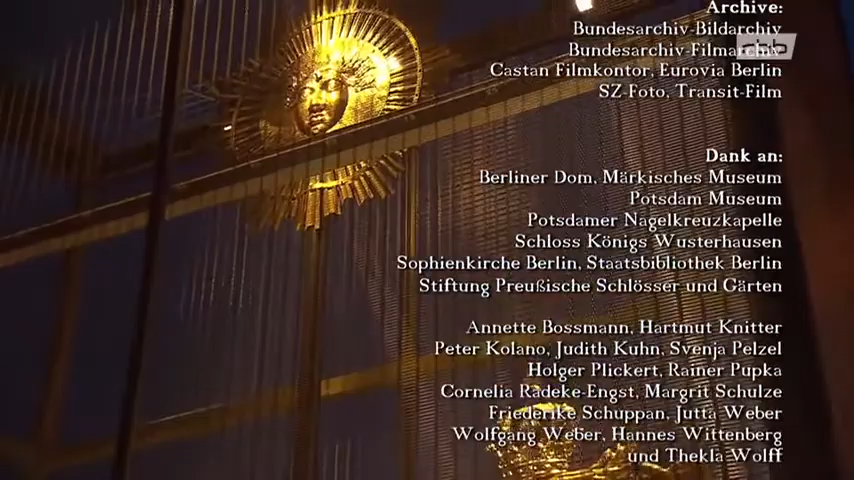 Archive:
Bundesarchiv-Bildarchiv
Bundesarchiv-Filmarchiv
rbb
Castan Filmkontor, Eurovia Berlin
SZ-Foto, Transit-Film
Dank an:
Berliner Dom, Märkisches Museum
Potsdam Museum
Potsdamer Nagelkreuzkapelle
Schloss Königs Wusterhausen
Sophienkirche Berlin, Staatsbibliothek Berlin
Stiftung Preußische Schlösser und Gärten
Annette Bossmann, Hartmut Knitter
Peter Kolano, Judith Kuhn, Svenja Pelzel
Holger Plickert, Rainer Pupka
Cornelia Radeke-Engst, Margrit Schulze
Friederike Schuppan, Jutta Weber
Wolfgang Weber, Hannes Wittenberg
und Thekla Wolff